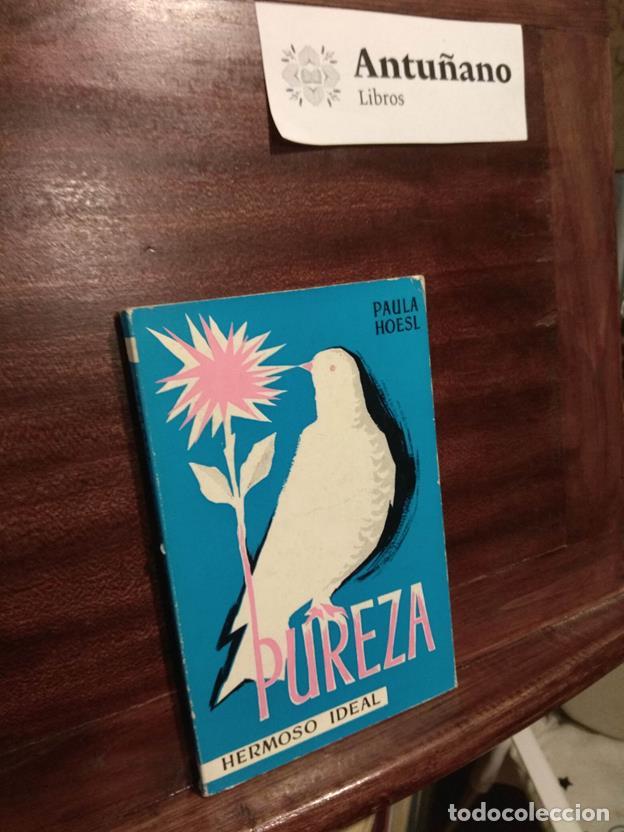 Antuñano
Libros
PAULA
HOESL
PUREZA
HERMOSO IDEAL
todocoleccion